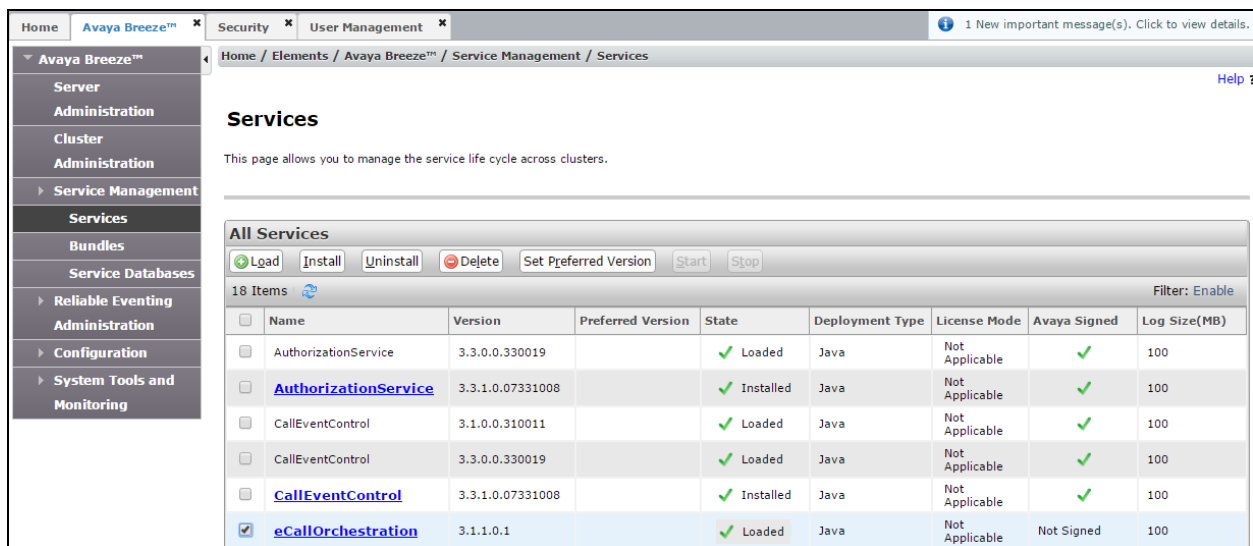 Home
Avaya Breeze™ ×
Security ×
User Management ×
1 New important message(s). Click to view details.
Avaya Breeze™
Server
Administration
Cluster
Administration
Service Management
Services
Bundles
Service Databases
Reliable Eventing
Administration
Configuration
System Tools and
Monitoring
Home / Elements / Avaya Breeze™ / Service Management / Services
Help ?
Services
This page allows you to manage the service life cycle across clusters.
All Services
Load Install Uninstall Delete Set Preferred Version Start Stop
18 Items Filter: Enable
Name Version Preferred Version State Deployment Type License Mode Avaya Signed Log Size(MB)
AuthorizationService 3.3.0.0.330019 Loaded Java Not Applicable 100
AuthorizationService 3.3.1.0.07331008 Installed Java Not Applicable 100
CallEventControl 3.1.0.0.310011 Loaded Java Not Applicable 100
CallEventControl 3.3.0.0.330019 Loaded Java Not Applicable 100
CallEventControl 3.3.1.0.07331008 Installed Java Not Applicable 100
eCallOrchestration 3.1.1.0.1 Loaded Java Not Applicable Not Signed 100